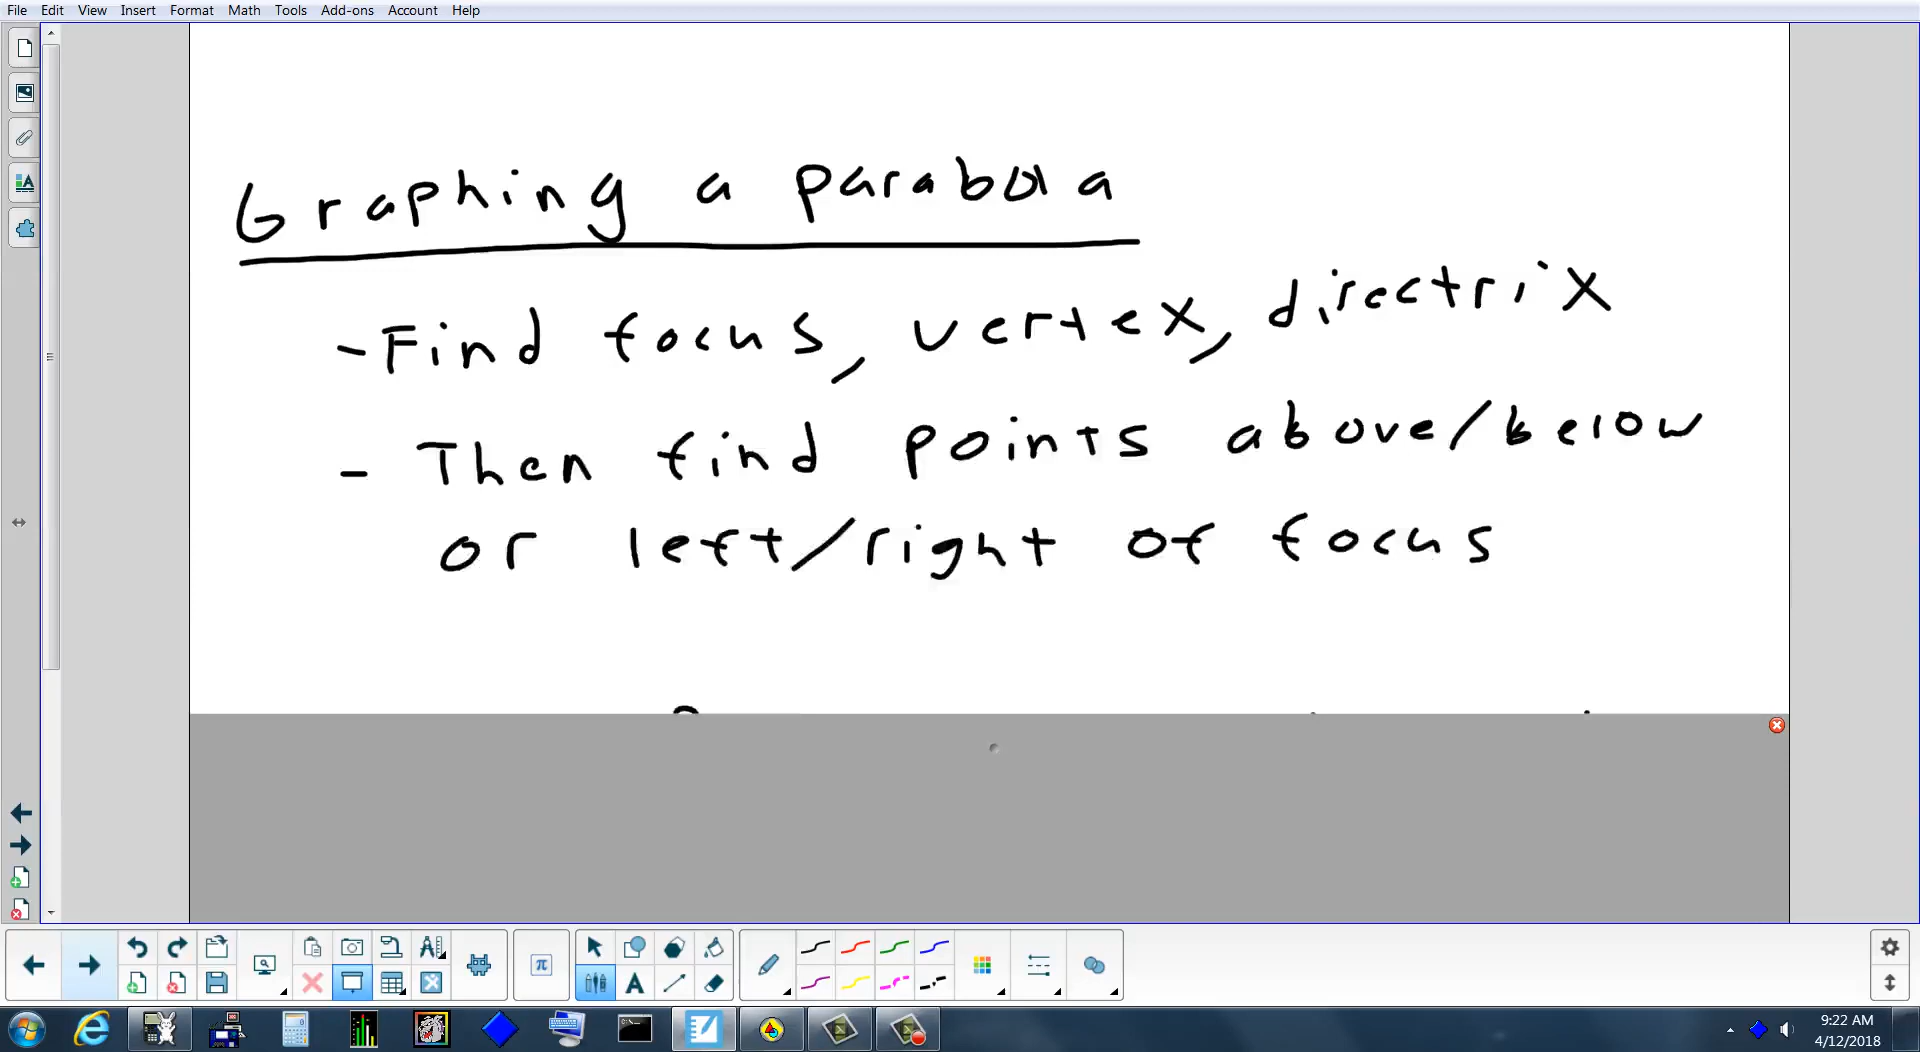 File Edit View Insert Format Math Tools Add-ons Account Help
Graphing a parabola
- Find focus, vertex, directrix
- Then find points above/below
or left/right of focus
9:22 AM
4/12/2018